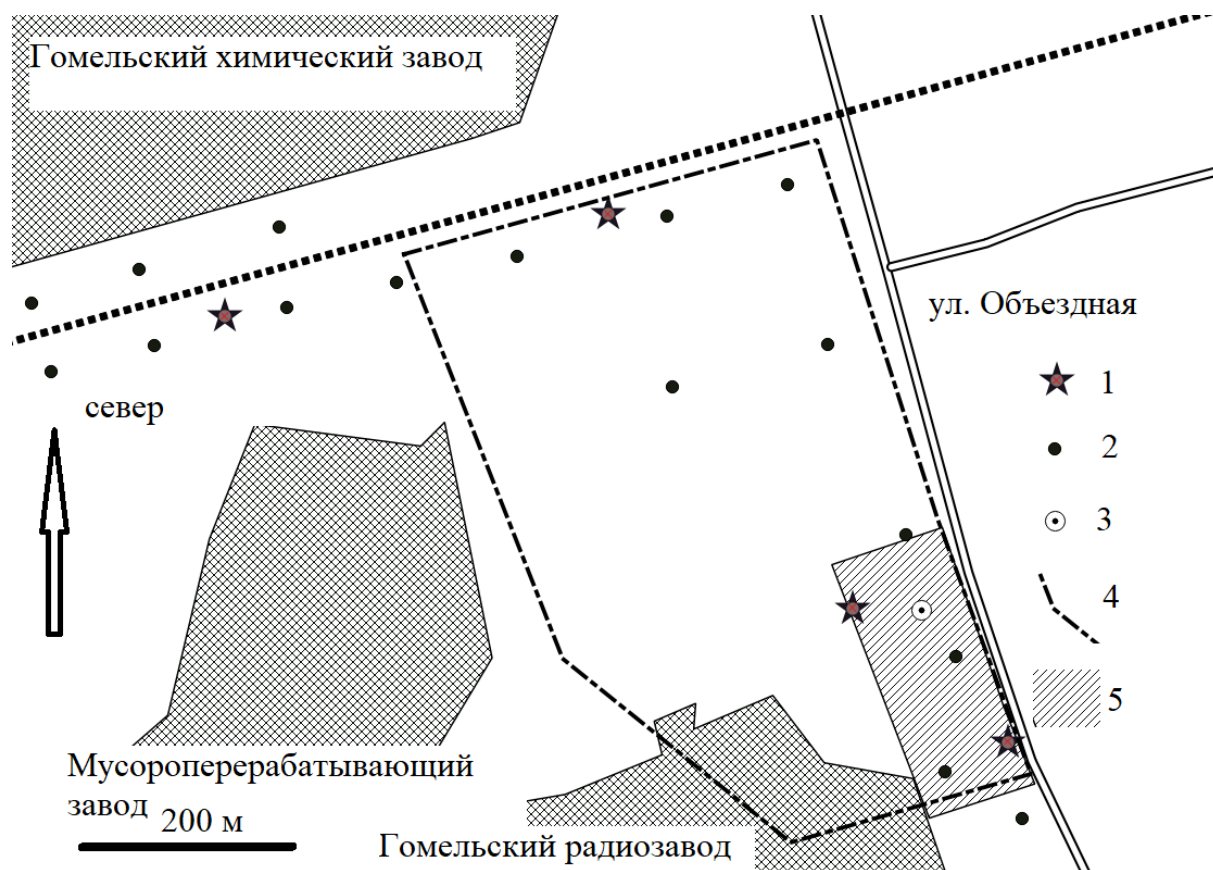 Гомельский химический завод
ул. Объездная
1
север
2
3
4
5
Мусороперерабатывающий
завод
200 м
Гомельский радиозавод